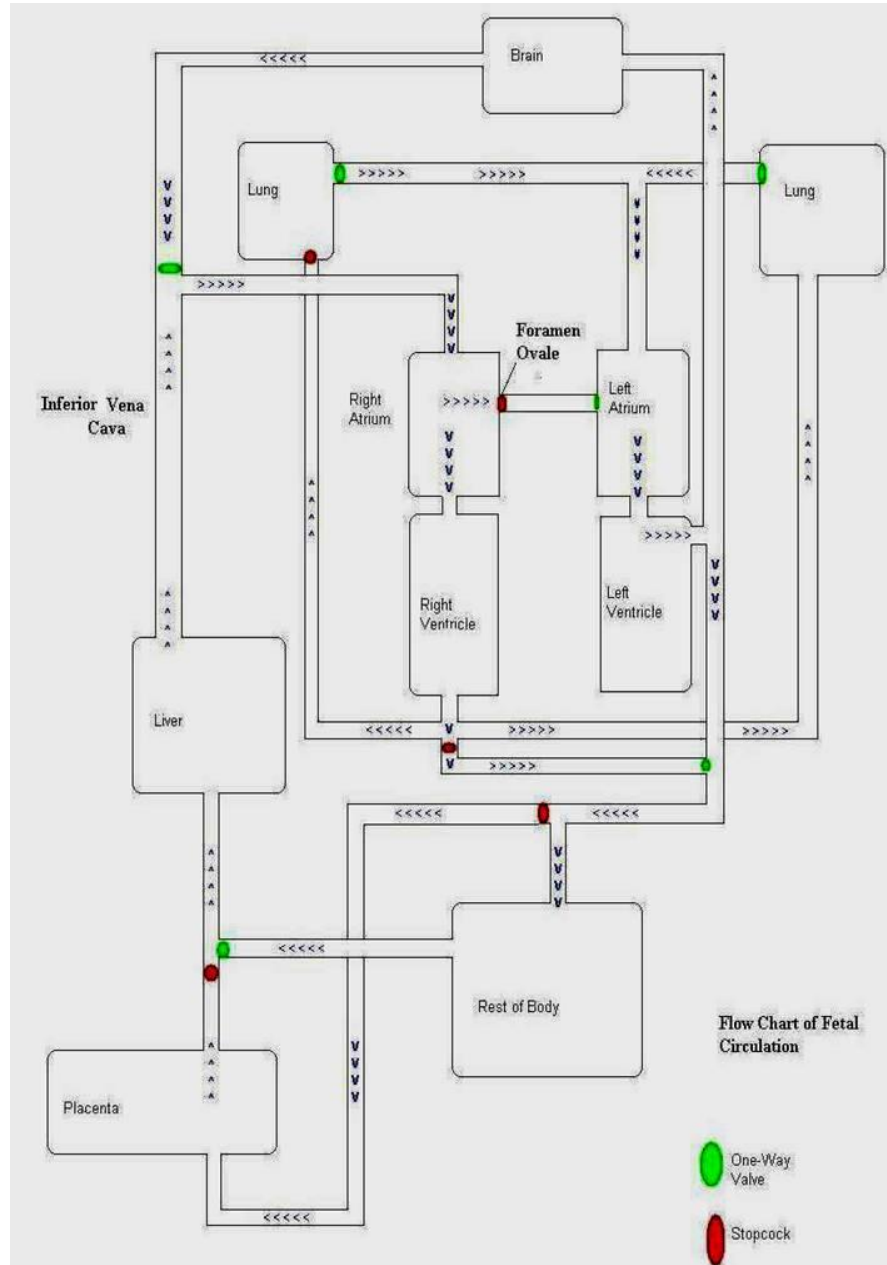 Brain
Lung
Lung
Foramen
Ovale
Right
Atrium
Left
Atrium
Inferior Vena
Cava
Right
Ventricle
Left
Ventricle
Liver
Rest of Body
Flow Chart of Fetal
Circulation
Placenta
One-Way
Valve
Stopcock